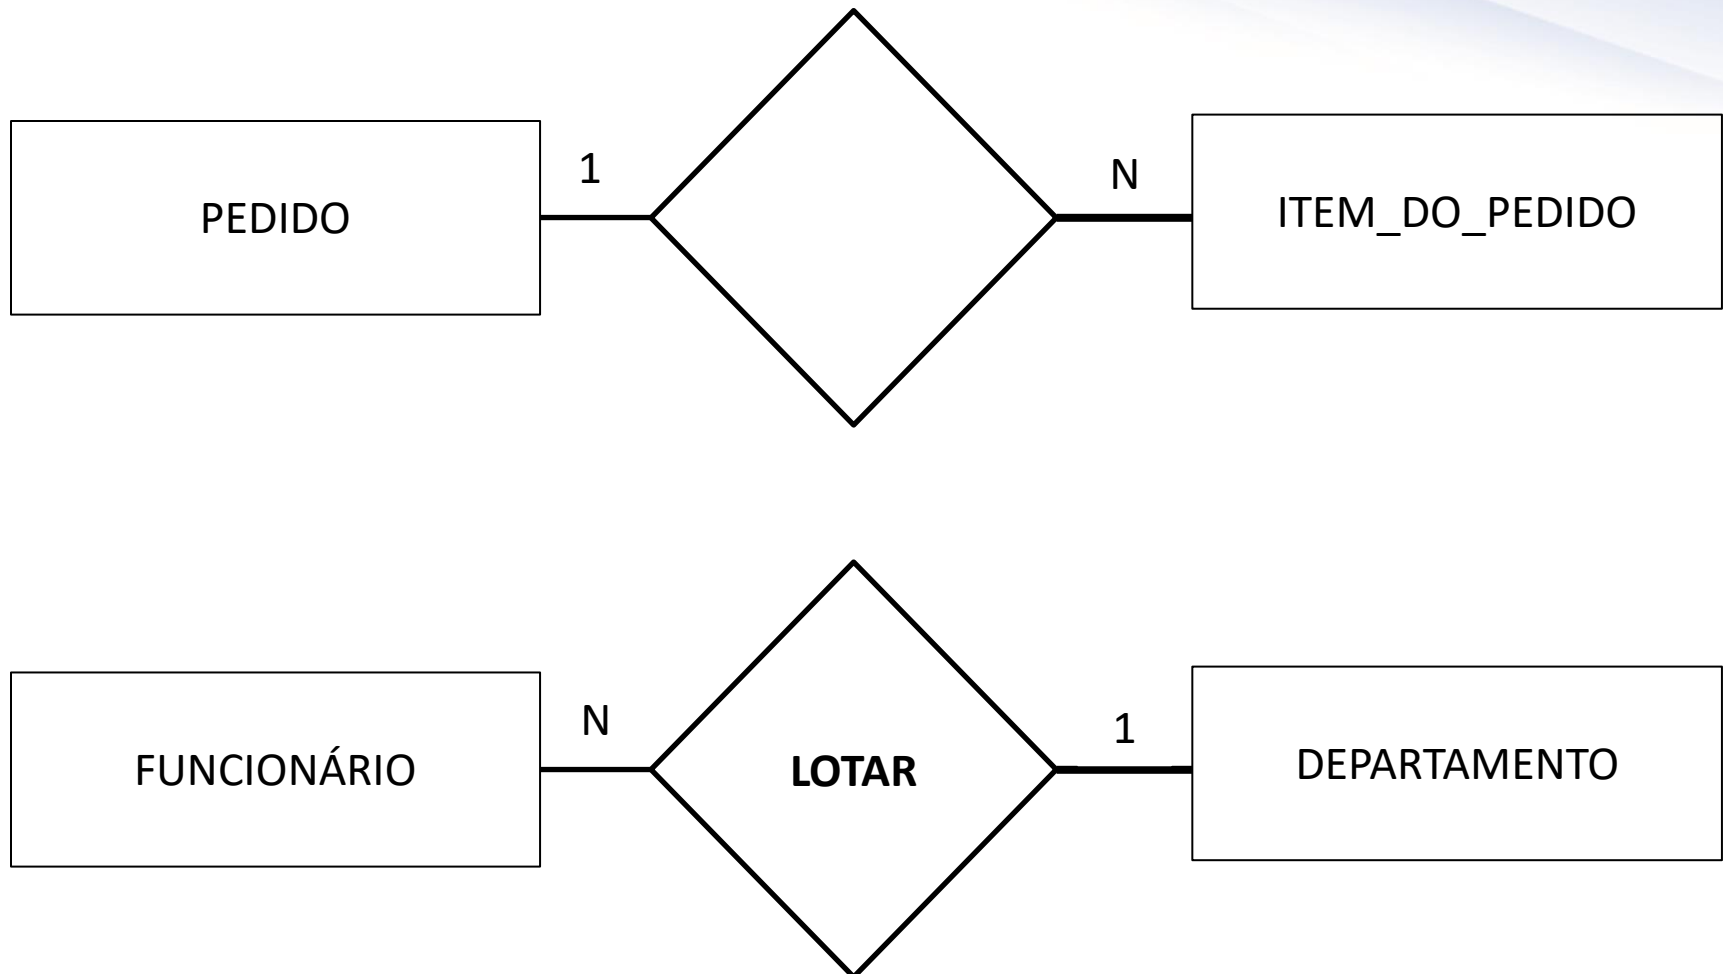 PEDIDO
1
N
ITEM_DO_PEDIDO
FUNCIONÁRIO
N
LOTAR
1
DEPARTAMENTO